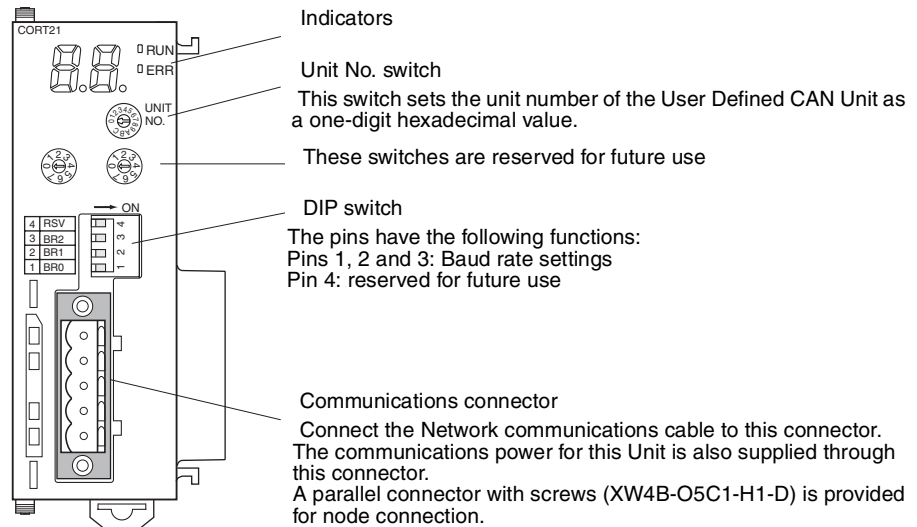 CORT21
RUN
ERR
UNIT
NO.
ON
4 RSV
3 BR2
2 BR1
1 BR0
4
3
2
1
Indicators
Unit No. switch
This switch sets the unit number of the User Defined CAN Unit as
a one-digit hexadecimal value.
These switches are reserved for future use
DIP switch
The pins have the following functions:
Pins 1, 2 and 3: Baud rate settings
Pin 4: reserved for future use
Communications connector
Connect the Network communications cable to this connector.
The communications power for this Unit is also supplied through
this connector.
A parallel connector with screws (XW4B-O5C1-H1-D) is provided
for node connection.